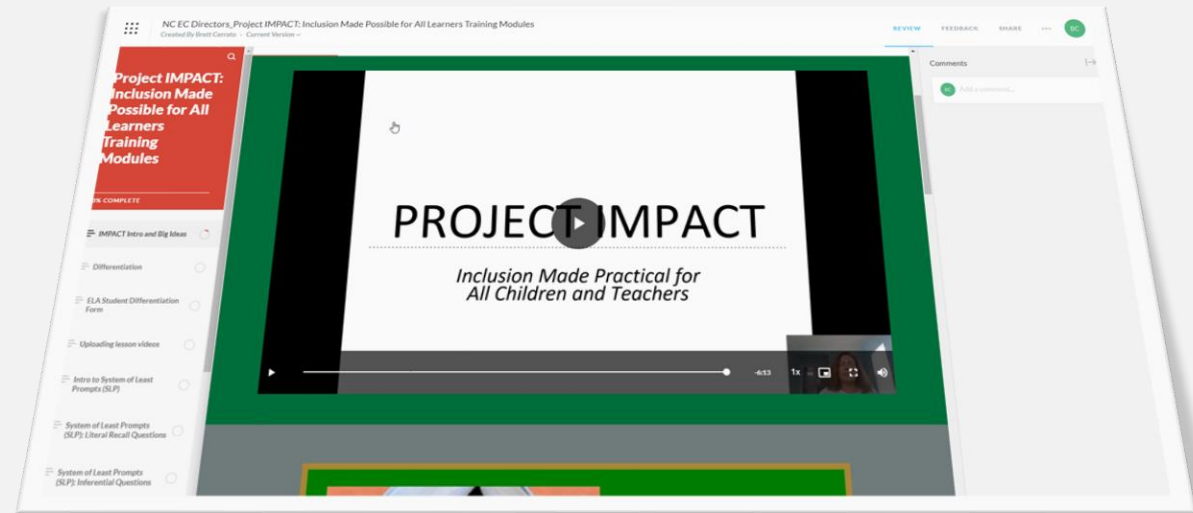 NC EC Directors_Project IMPACT: Inclusion Made Possible for All Learners Training Modules
Created By Brett Cerrato - Current Version
REVIEW
FEEDBACK
SHARE
BC
Project IMPACT:
Inclusion Made
Possible for All
Learners
Training
Modules
% COMPLETE
IMPACT Intro and Big Ideas
Differentiation
ELA Student Differentiation
Form
Uploading lesson videos
Intro to System of Least
Prompts (SLP)
System of Least Prompts
(SLP): Literal Recall Questions
System of Least Prompts
(SLP): Inferential Questions
PROJECT IMPACT
Inclusion Made Practical for
All Children and Teachers
-6:53
1x
Comments
BC
Add a comment...